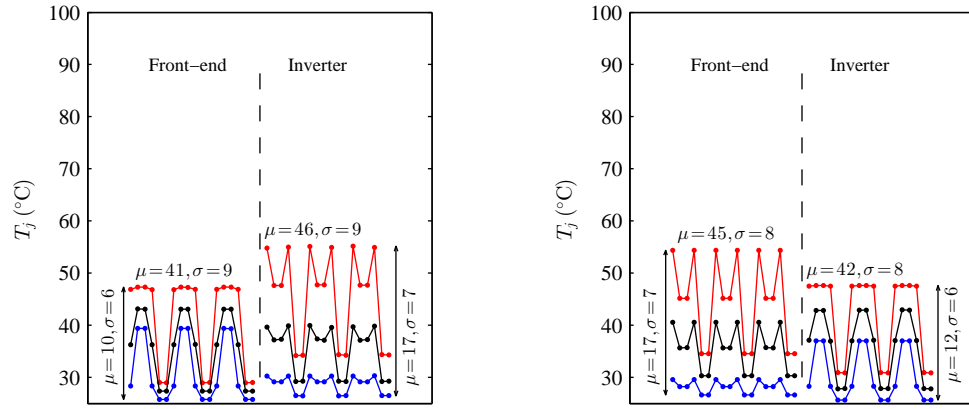 100
90
80
70
60
50
40
30
T_j (°C)
Front−end
Inverter
μ=46, σ=9
μ=41, σ=9
μ=10, σ=6
μ=17, σ=7
100
90
80
70
60
50
40
30
T_j (°C)
Front−end
Inverter
μ=45, σ=8
μ=42, σ=8
μ=17, σ=7
μ=12, σ=6